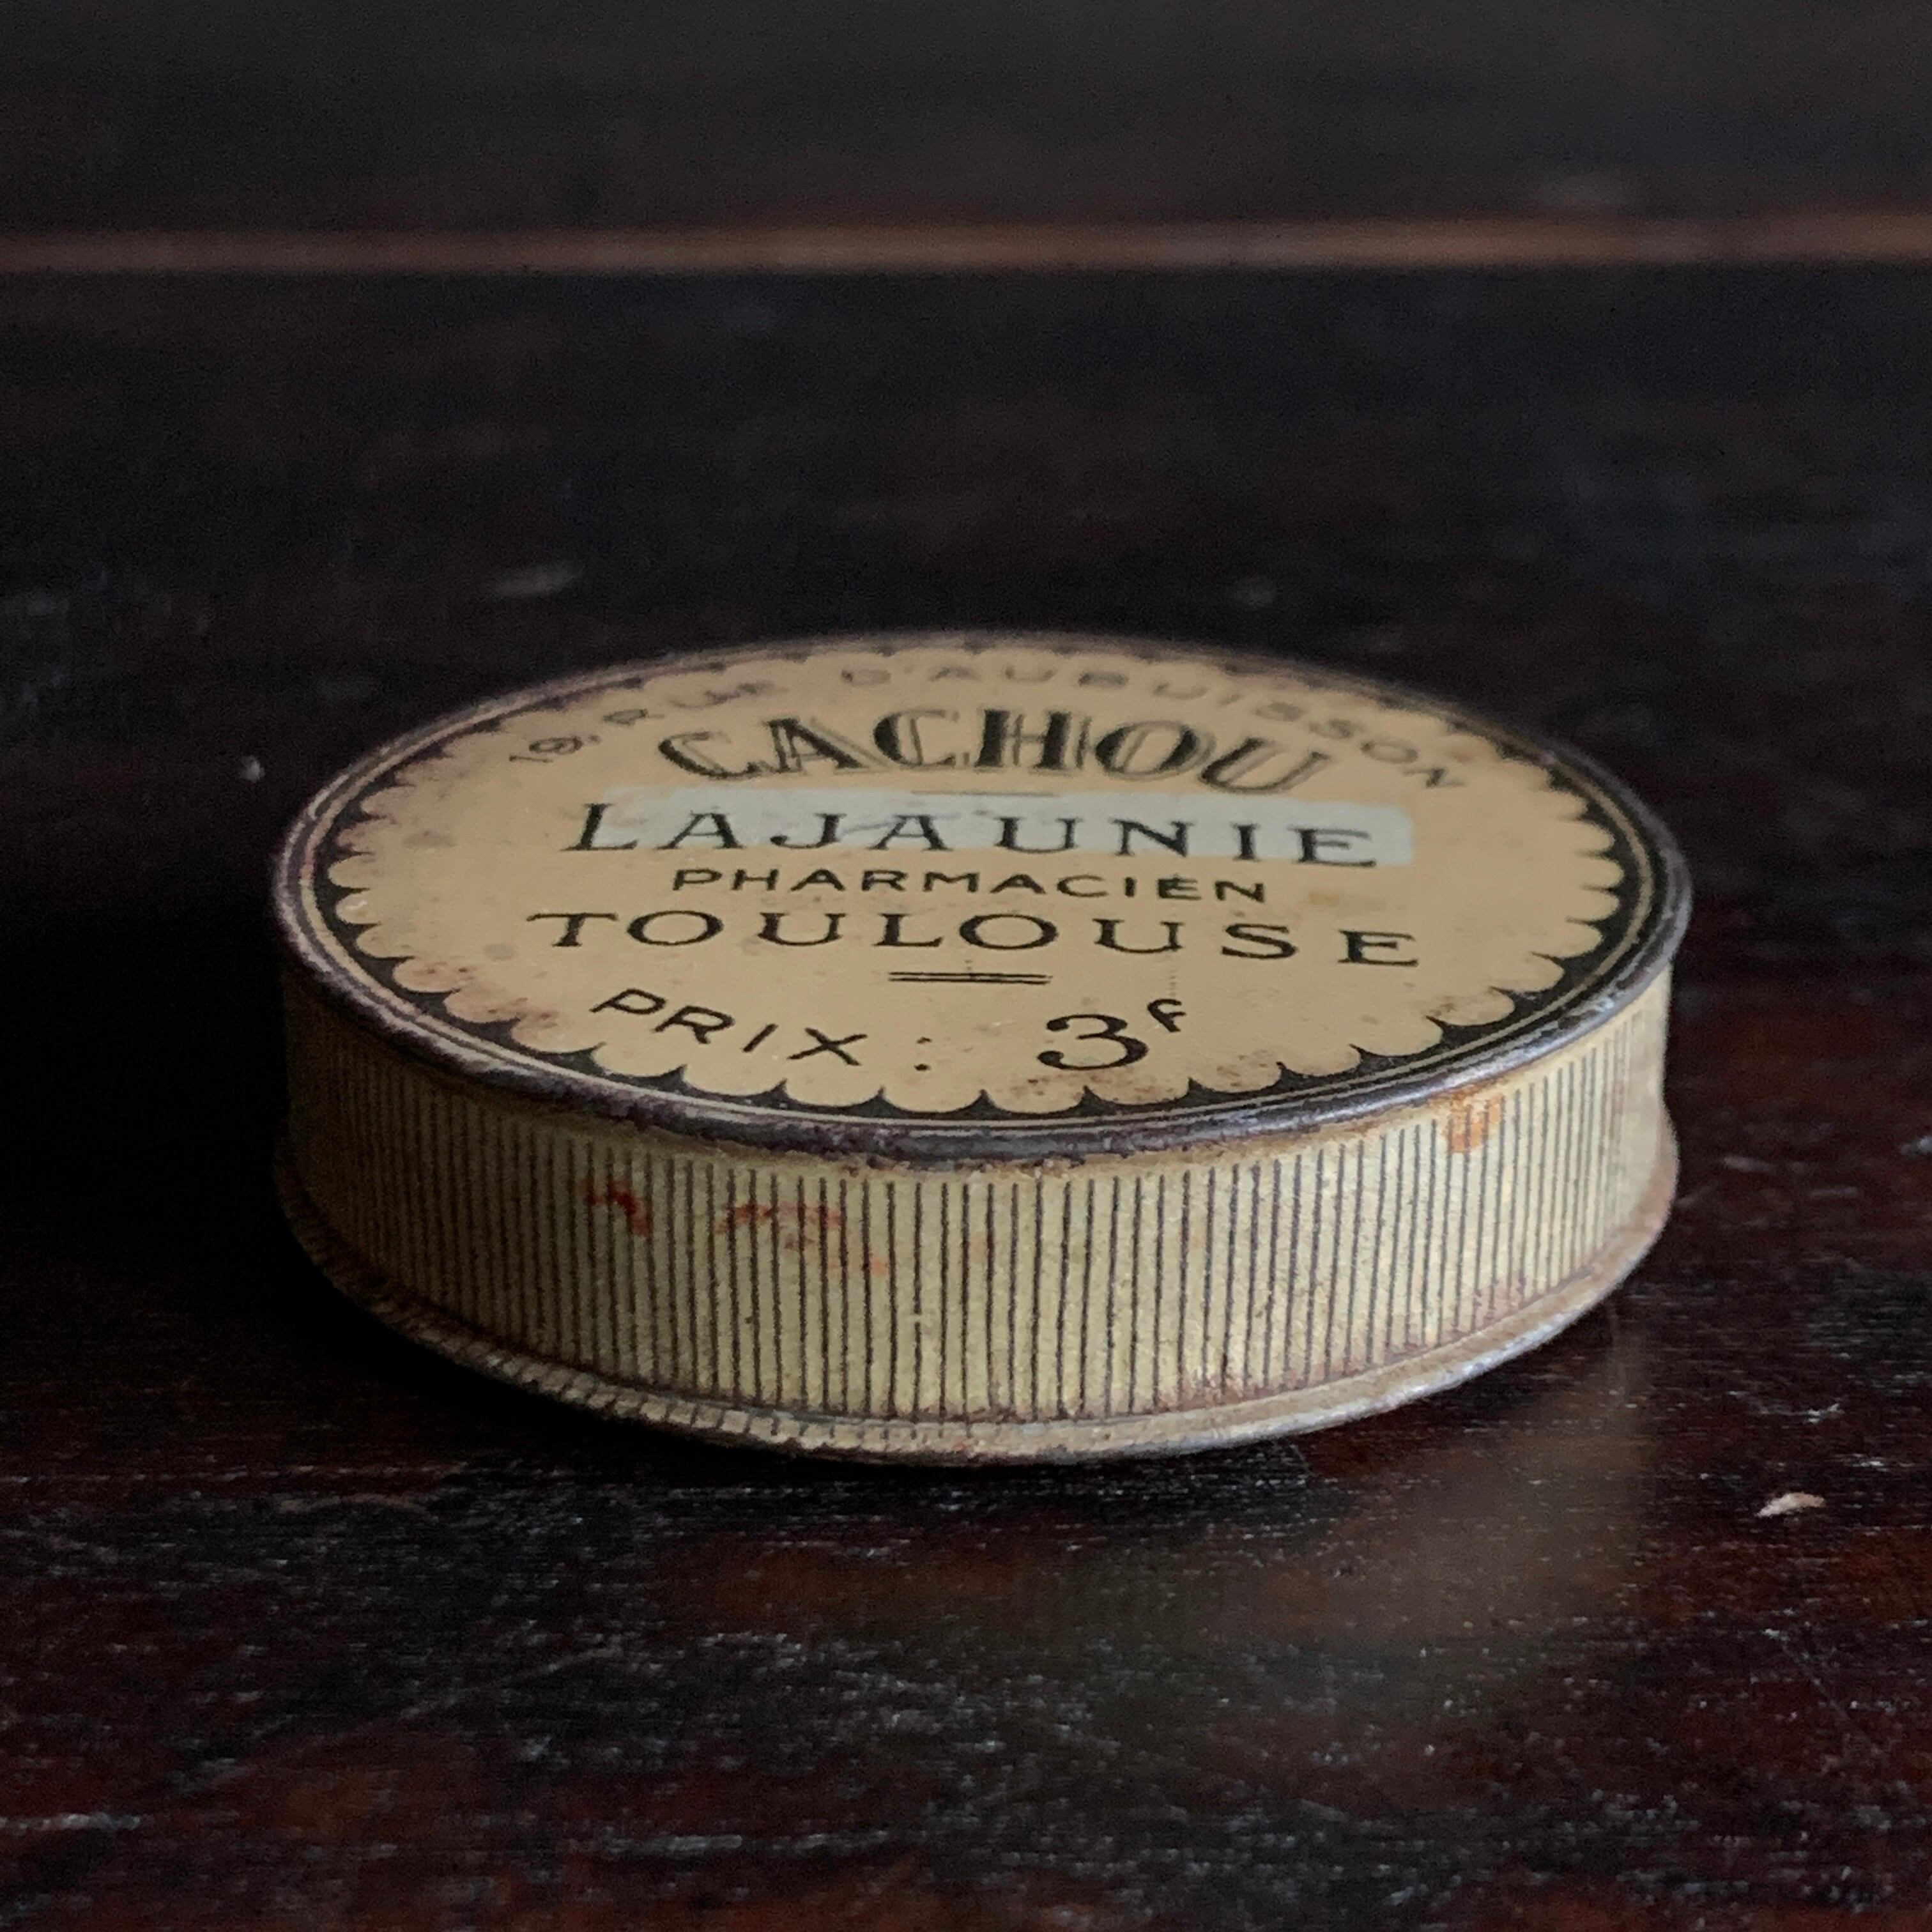 19, RUE D'AUBUISSON
CACHOU
LAJAUNIE
PHARMACIEN
TOULOUSE
PRIX: 3F